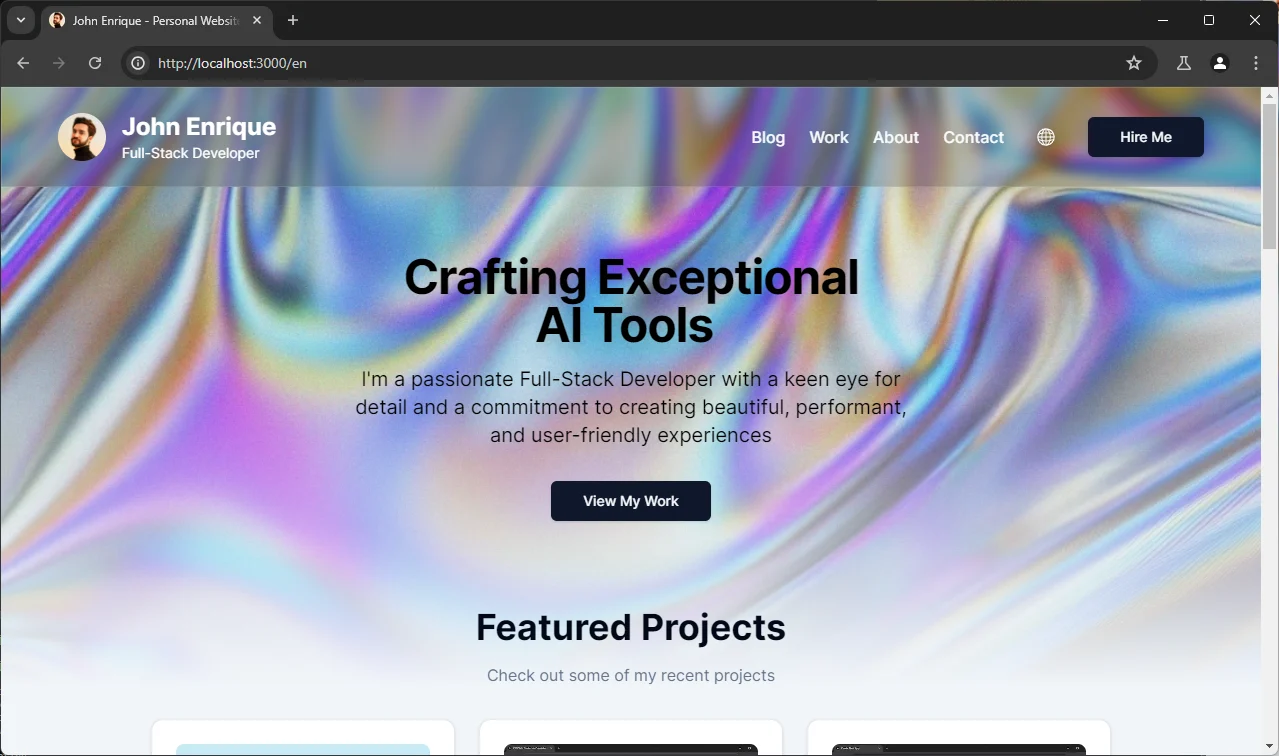 John Enrique - Personal Websit
http://localhost:3000/en
John Enrique
Full-Stack Developer
Blog Work About Contact Hire Me
Crafting Exceptional
AI Tools
I'm a passionate Full-Stack Developer with a keen eye for
detail and a commitment to creating beautiful, performant,
and user-friendly experiences
View My Work
Featured Projects
Check out some of my recent projects